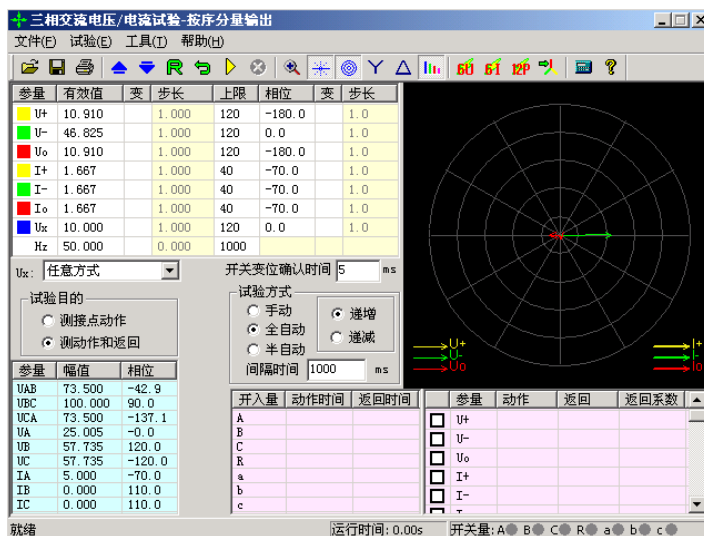 三相交流电压/电流试验-按序分量输出
文件(F) 试验(E) 工具(T) 帮助(H)
R 6U 6I 12P
参量 有效值 变 步长 上限 相位 变 步长
U+ 10.910 1.000 120 -180.0 1.0
U- 46.825 1.000 120 0.0 1.0
Uo 10.910 1.000 120 -180.0 1.0
I+ 1.667 1.000 40 -70.0 1.0
I- 1.667 1.000 40 -70.0 1.0
Io 1.667 1.000 40 -70.0 1.0
Ux 10.000 1.000 120 0.0 1.0
Hz 50.000 0.000 1000
Ux: 任意方式 开关变位确认时间 5 ms
试验目的
测接点动作
测动作和返回
试验方式
手动
全自动
半自动
递增
递减
间隔时间 1000 ms
U+
U-
Uo
I+
I-
Io
参量 幅值 相位
UAB 73.500 -42.9
UBC 100.000 90.0
UCA 73.500 -137.1
UA 25.005 -0.0
UB 57.735 120.0
UC 57.735 -120.0
IA 5.000 -70.0
IB 0.000 110.0
IC 0.000 110.0
开入量 动作时间 返回时间
A
B
C
R
a
b
c
参量 动作 返回 返回系数
U+
U-
Uo
I+
I-
就绪 运行时间: 0.00s 开关量: A B C R a b c